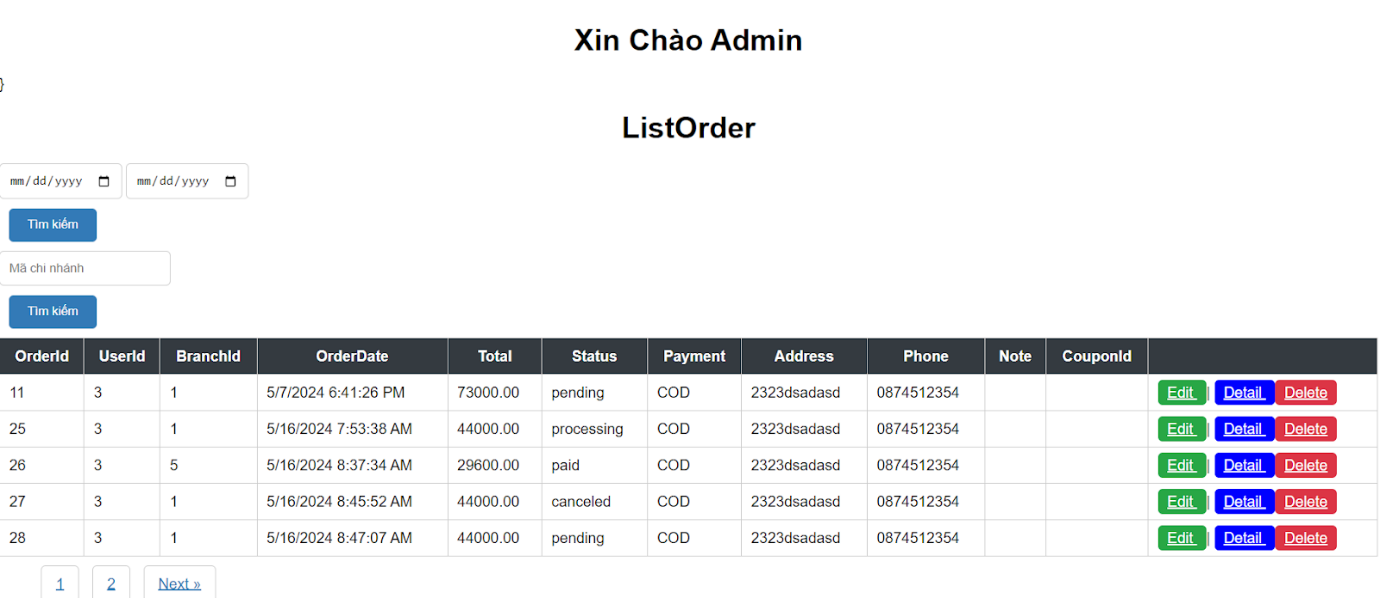 Xin Chào Admin
}
ListOrder
mm/dd/yyyy mm/dd/yyyy
Tìm kiếm
Mã chi nhánh
Tìm kiếm
OrderId UserId BranchId OrderDate Total Status Payment Address Phone Note CouponId
11 3 1 5/7/2024 6:41:26 PM 73000.00 pending COD 2323dsadasd 0874512354 Edit | Detail Delete
25 3 1 5/16/2024 7:53:38 AM 44000.00 processing COD 2323dsadasd 0874512354 Edit | Detail Delete
26 3 5 5/16/2024 8:37:34 AM 29600.00 paid COD 2323dsadasd 0874512354 Edit | Detail Delete
27 3 1 5/16/2024 8:45:52 AM 44000.00 canceled COD 2323dsadasd 0874512354 Edit | Detail Delete
28 3 1 5/16/2024 8:47:07 AM 44000.00 pending COD 2323dsadasd 0874512354 Edit | Detail Delete
1 2 Next »